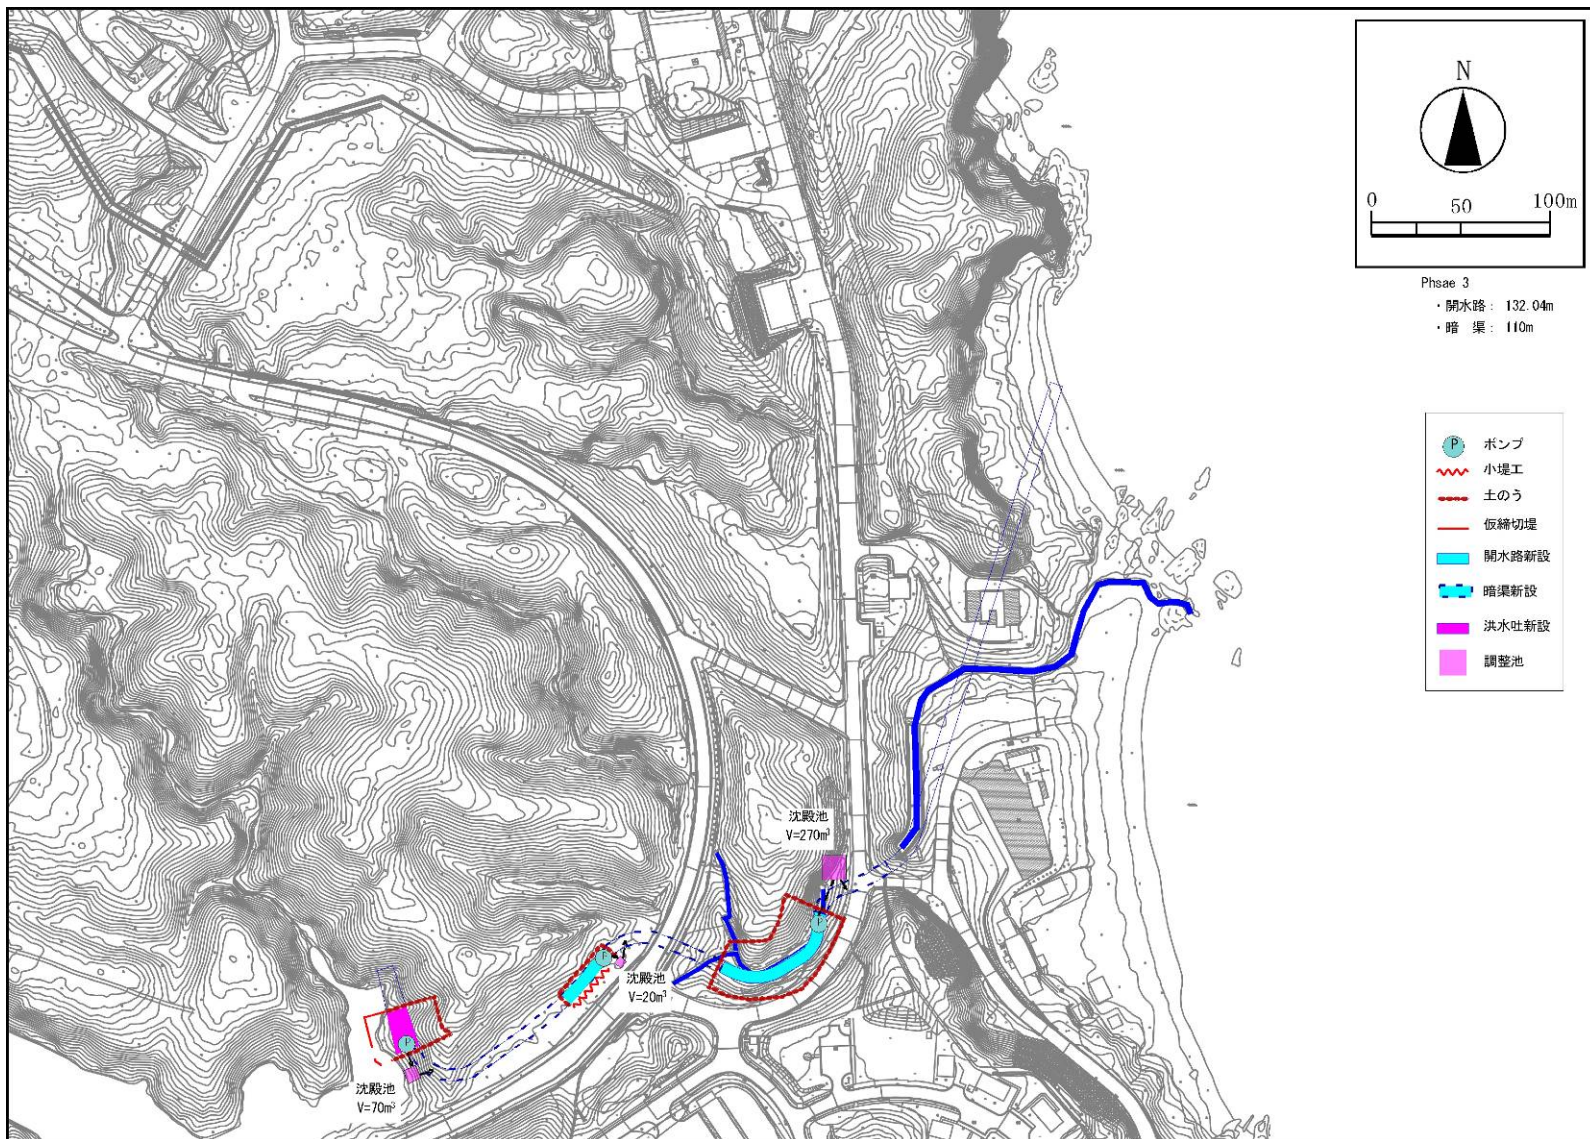 N
0 50 100m
Phsae 3
・開水路: 132.04m
・暗 渠: 110m
P ポンプ
小堤工
土のう
仮締切堤
開水路新設
暗渠新設
洪水吐新設
調整池
沈殿池
V=270m³
P
P
沈殿池
V=20m³
P
沈殿池
V=70m³